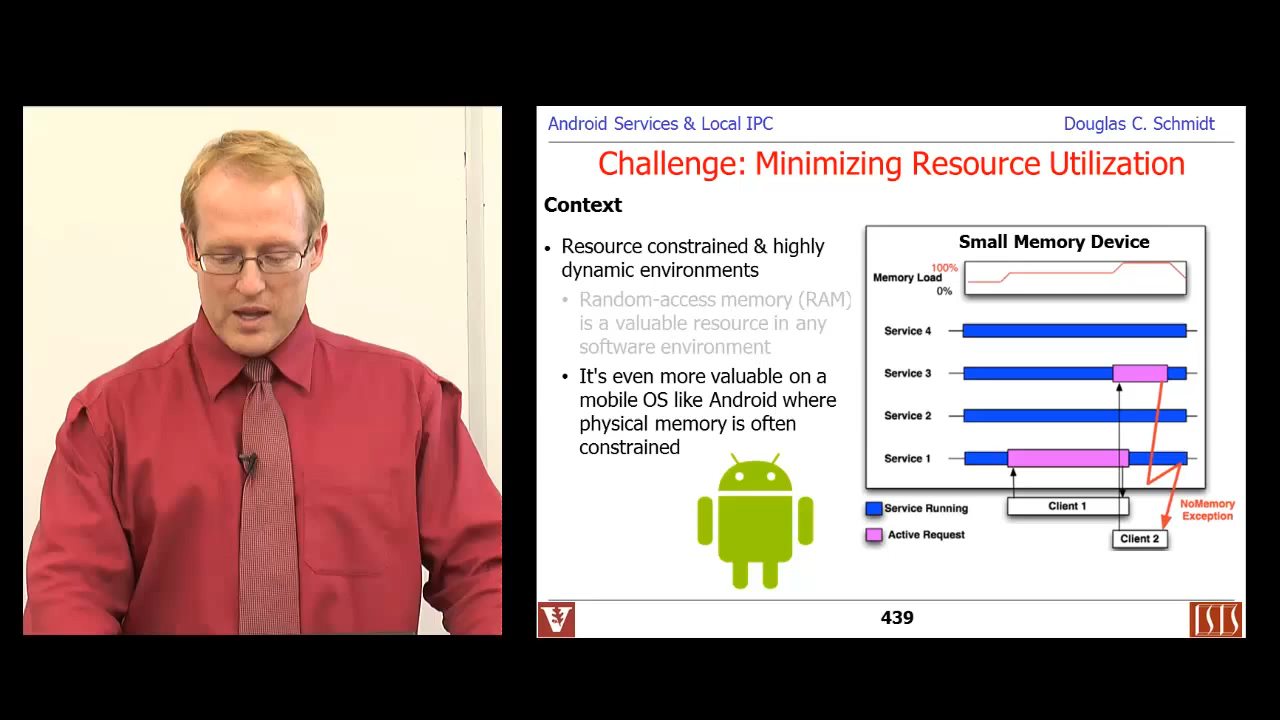 Android Services & Local IPC
Douglas C. Schmidt
Challenge: Minimizing Resource Utilization
Context
• Resource constrained & highly
dynamic environments
• Random-access memory (RAM)
is a valuable resource in any
software environment
• It's even more valuable on a
mobile OS like Android where
physical memory is often
constrained
Small Memory Device
100%
Memory Load
0%
Service 4
Service 3
Service 2
Service 1
Client 1
Service Running
NoMemory
Exception
Active Request
Client 2
439
V
ISIS